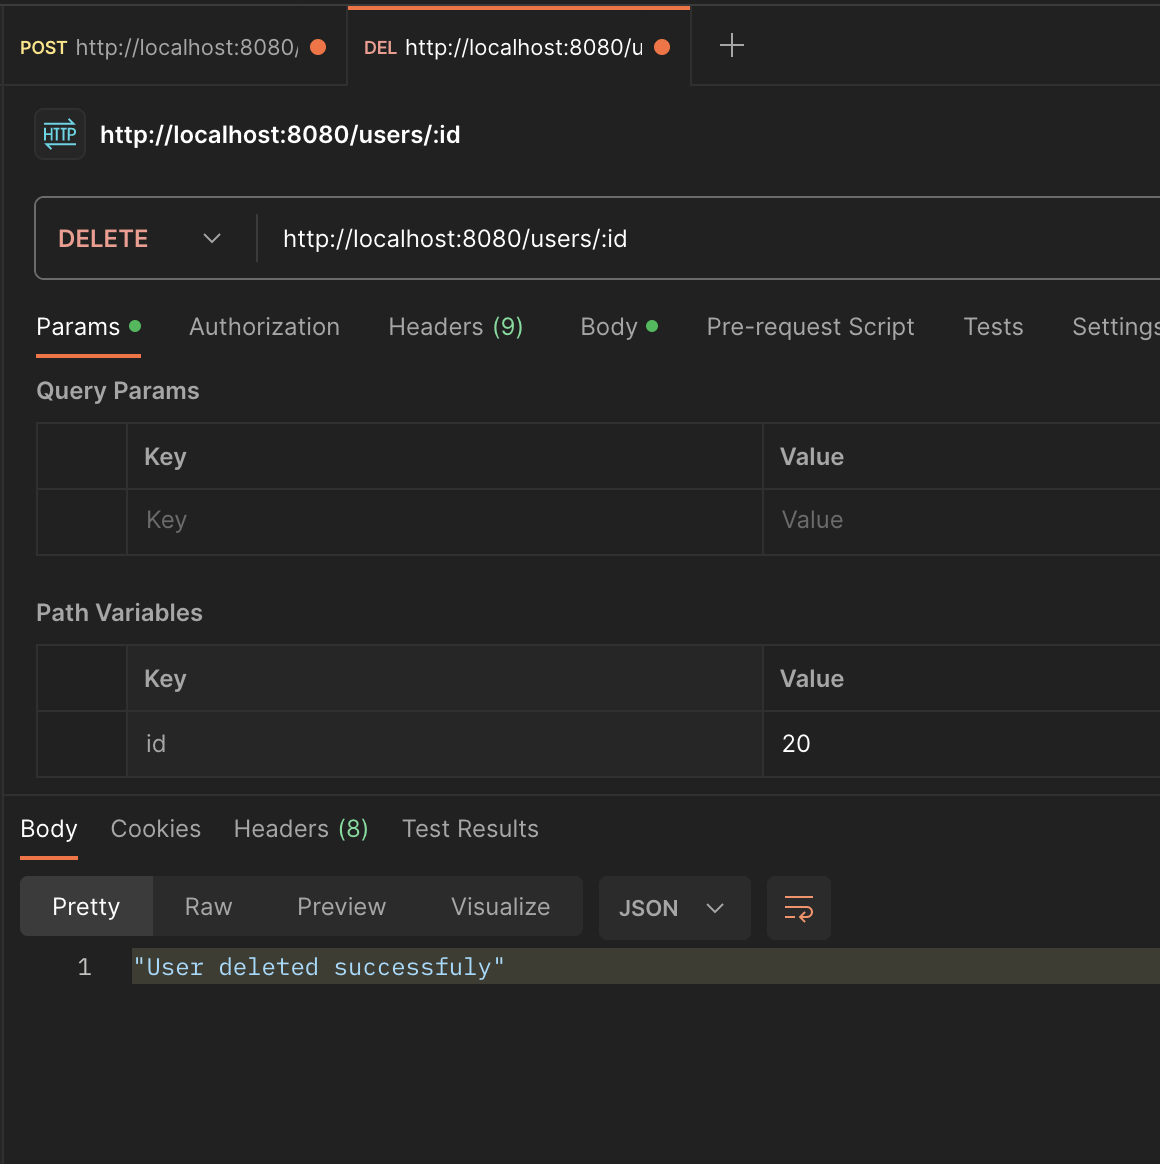 POST http://localhost:8080/ DEL http://localhost:8080/u
HTTP http://localhost:8080/users/:id
DELETE http://localhost:8080/users/:id
Params Authorization Headers (9) Body Pre-request Script Tests Settings
Query Params
Key Value
Key Value
Path Variables
Key Value
id 20
Body Cookies Headers (8) Test Results
Pretty Raw Preview Visualize JSON
1 "User deleted successfuly"